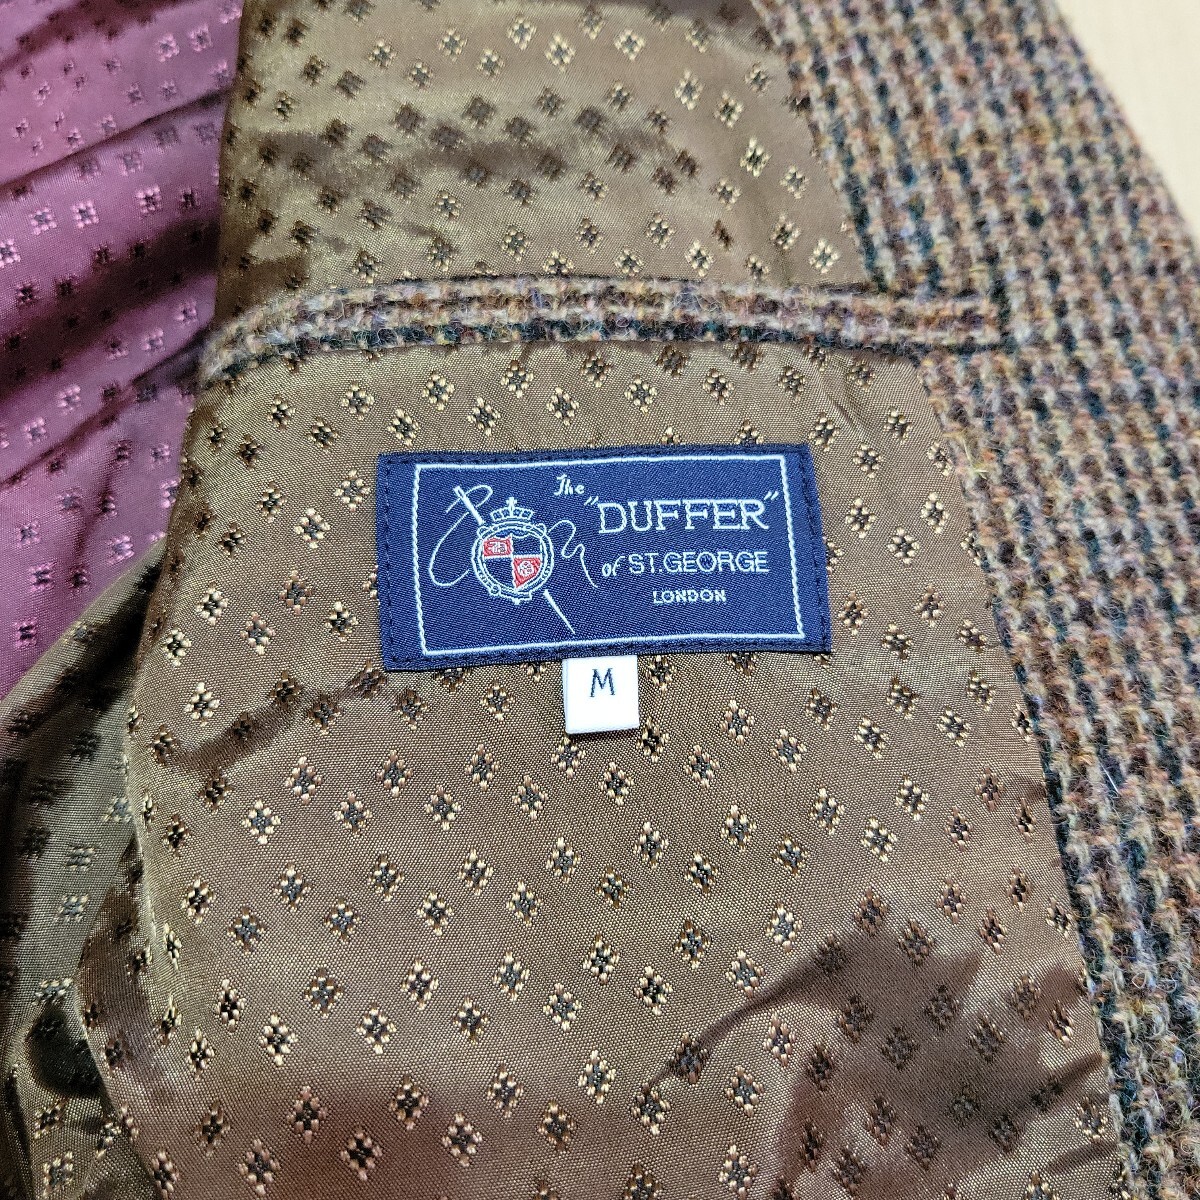 The
"DUFFER"
OF ST.GEORGE
LONDON
M